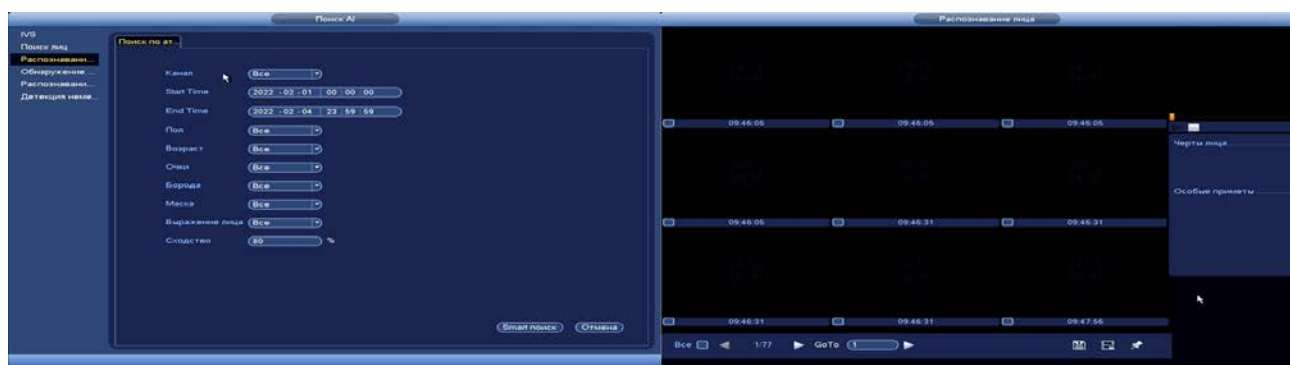 Поиск AI
IVS
Поиск лиц
Распознавани...
Обнаружение ...
Распознавани...
Детекция неме...
Поиск по ат...
Канал Все
Start Time 2022 - 02 - 01 00 : 00 : 00
End Time 2022 - 02 - 04 23 : 59 : 59
Пол Все
Возраст Все
Очки Все
Борода Все
Маска Все
Выражение лица Все
Сходство 80 %
Smart поиск Отмена
Распознавание лица
09:46:05 09:46:05 09:46:05
09:46:05 09:46:31 09:46:31
09:46:31 09:46:31 09:47:56
Все 1/77 GoTo 1
Черты лица
Особые приметы